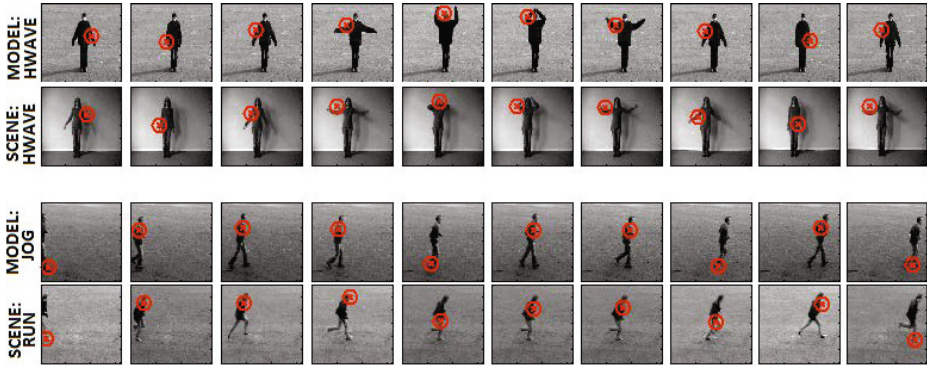 MODEL:
HWAVE
SCENE:
HWAVE
MODEL:
JOG
SCENE:
RUN